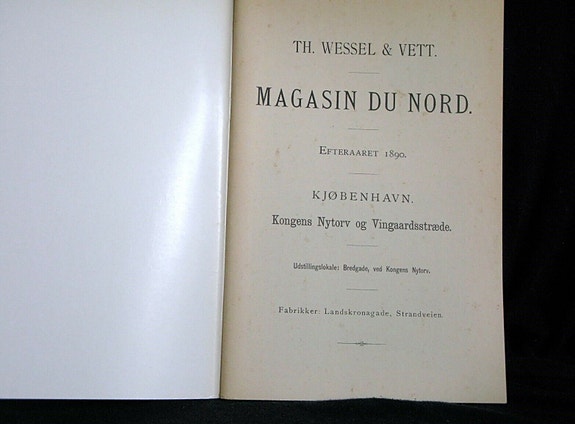 TH. WESSEL & VETT.
MAGASIN DU NORD.
EFTERAARET 1890.
KJØBENHAVN.
Kongens Nytorv og Vingaardsstræde.
Udstillingslokale: Bredgade, ved Kongens Nytorv.
Fabrikker: Landskronagade, Strandveien.